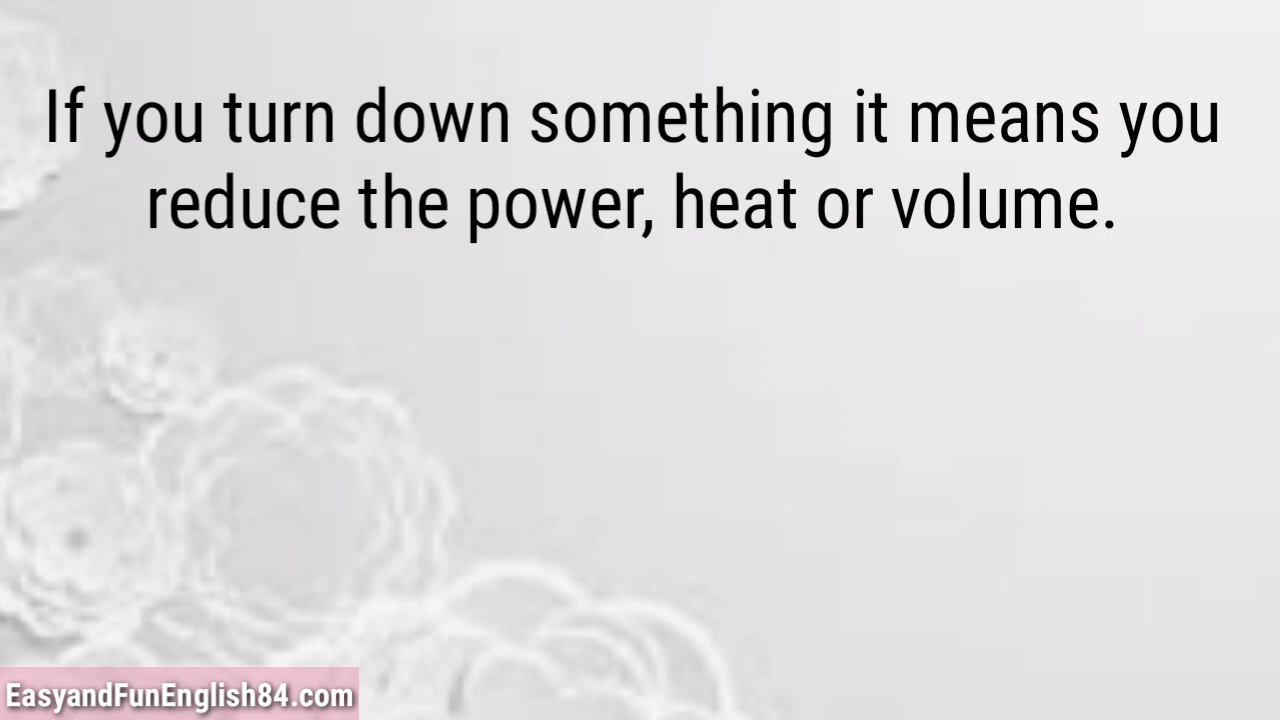 If you turn down something it means you
reduce the power, heat or volume.
EasyandFunEnglish84.com